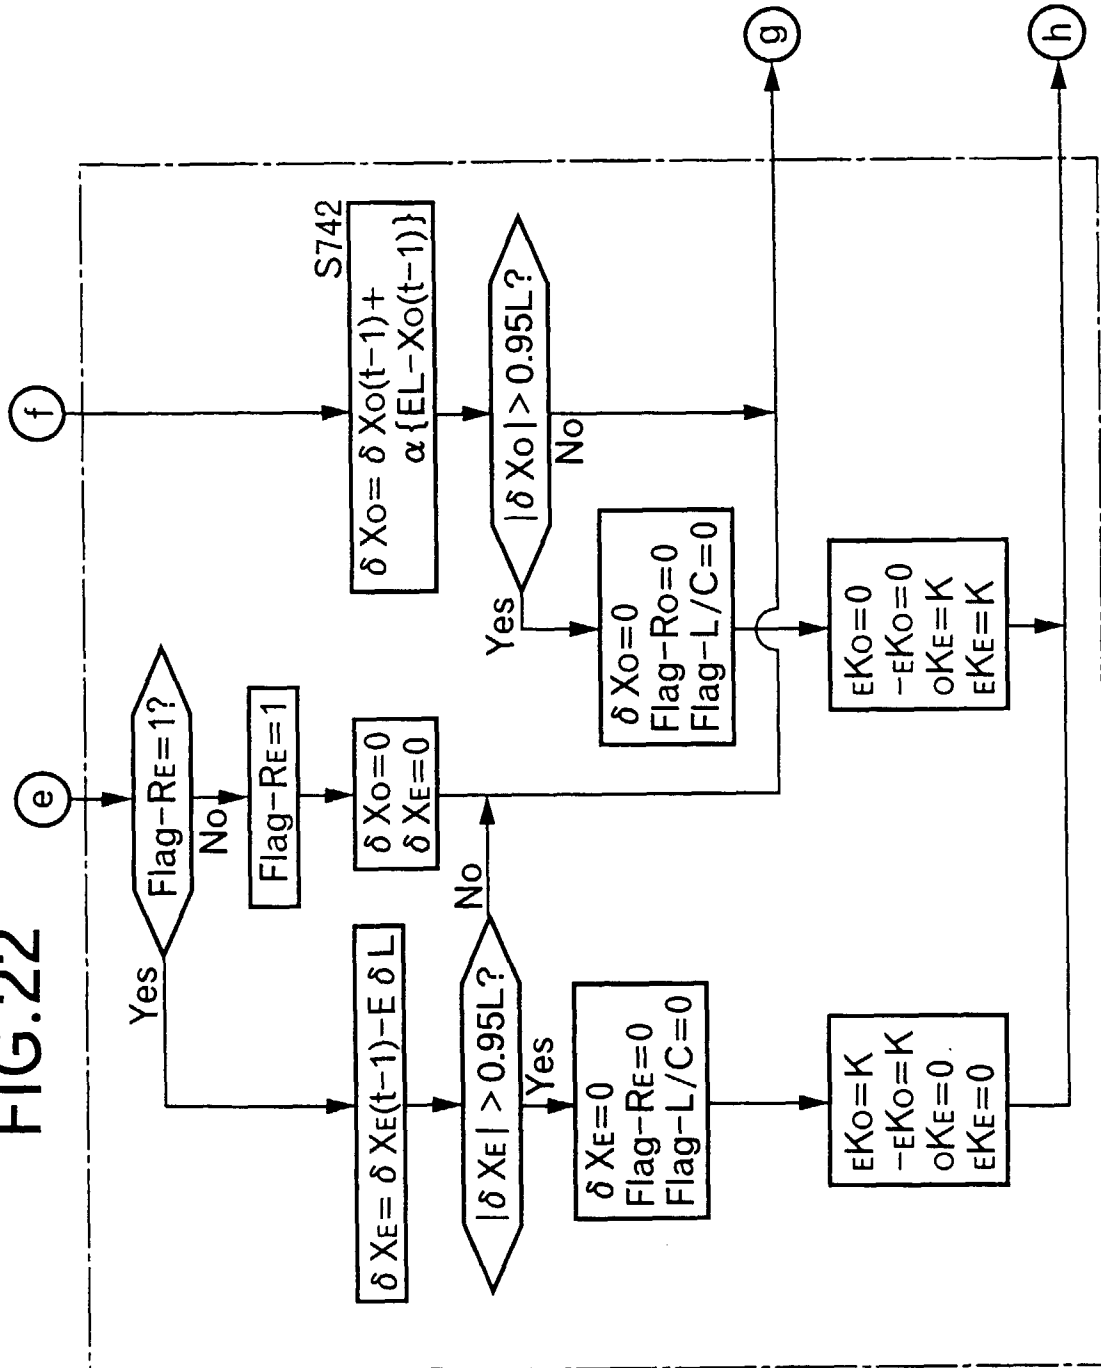 FIG.22
e
f
Flag-RE=1?
Yes
No
Flag-RE=1
δXO=0
δXE=0
δXE=δXE(t-1)-EδL
|δXE|>0.95L?
No
Yes
δXE=0
Flag-RE=0
Flag-L/C=0
EKO=K
-EKO=K
OKE=0
EKE=0
S742
δXO=δXO(t-1)+
α{EL-XO(t-1)}
|δXO|>0.95L?
Yes
No
δXO=0
Flag-RO=0
Flag-L/C=0
EKO=0
-EKO=0
OKE=K
EKE=K
g
h